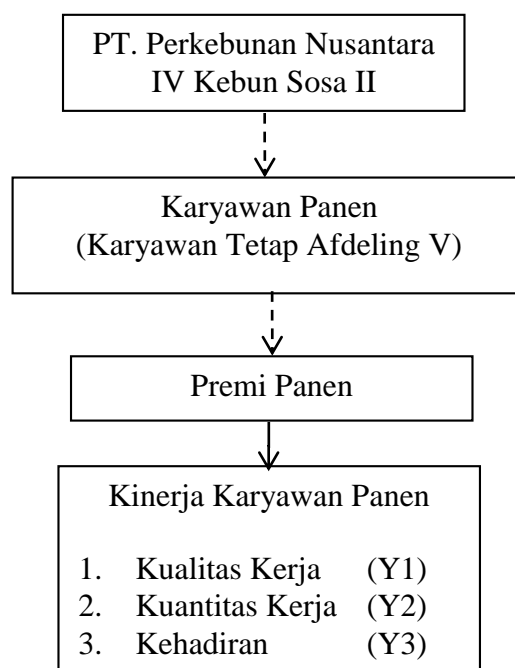 PT. Perkebunan Nusantara
IV Kebun Sosa II
Karyawan Panen
(Karyawan Tetap Afdeling V)
Premi Panen
Kinerja Karyawan Panen
1. Kualitas Kerja (Y1)
2. Kuantitas Kerja (Y2)
3. Kehadiran (Y3)